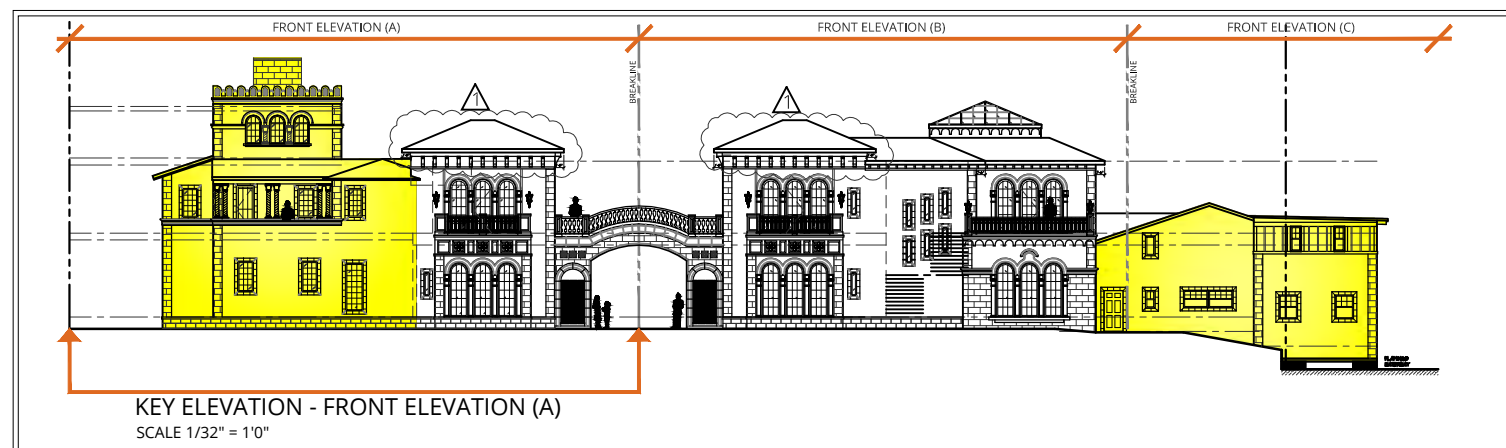 FRONT ELEVATION (A)
FRONT ELEVATION (B)
FRONT ELEVATION (C)
BREAKLINE
BREAKLINE
1
1
KEY ELEVATION - FRONT ELEVATION (A)
SCALE 1/32" = 1'0"